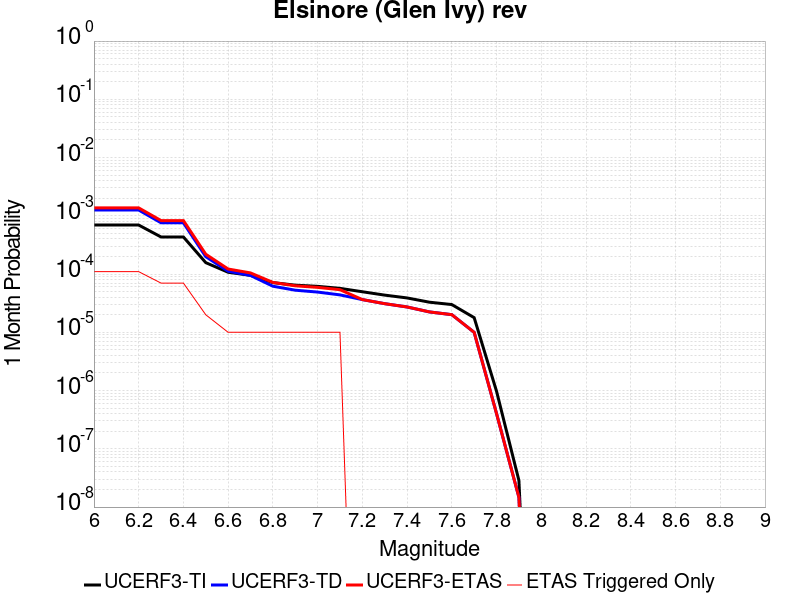 Elsinore (Glen Ivy) rev
10^0
10^-1
10^-2
10^-3
10^-4
10^-5
10^-6
10^-7
10^-8
1 Month Probability
6 6.2 6.4 6.6 6.8 7 7.2 7.4 7.6 7.8 8 8.2 8.4 8.6 8.8 9
Magnitude
UCERF3-TI UCERF3-TD UCERF3-ETAS ETAS Triggered Only